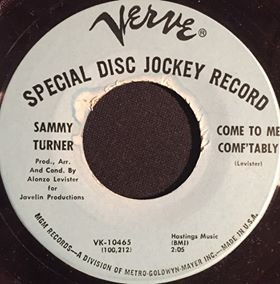 Verve®
SPECIAL DISC JOCKEY RECORD
SAMMY
TURNER
Prod., Arr.
And Cond. By
Alonzo Levister
for
Javelin Productions
COME TO ME
COMF'TABLY
(Levister)
VK-10465
(100,212)
Hastings Music
(BMI)
2:05
MGM RECORDS—A DIVISION OF METRO-GOLDWYN-MAYER INC.—MADE IN U.S.A.